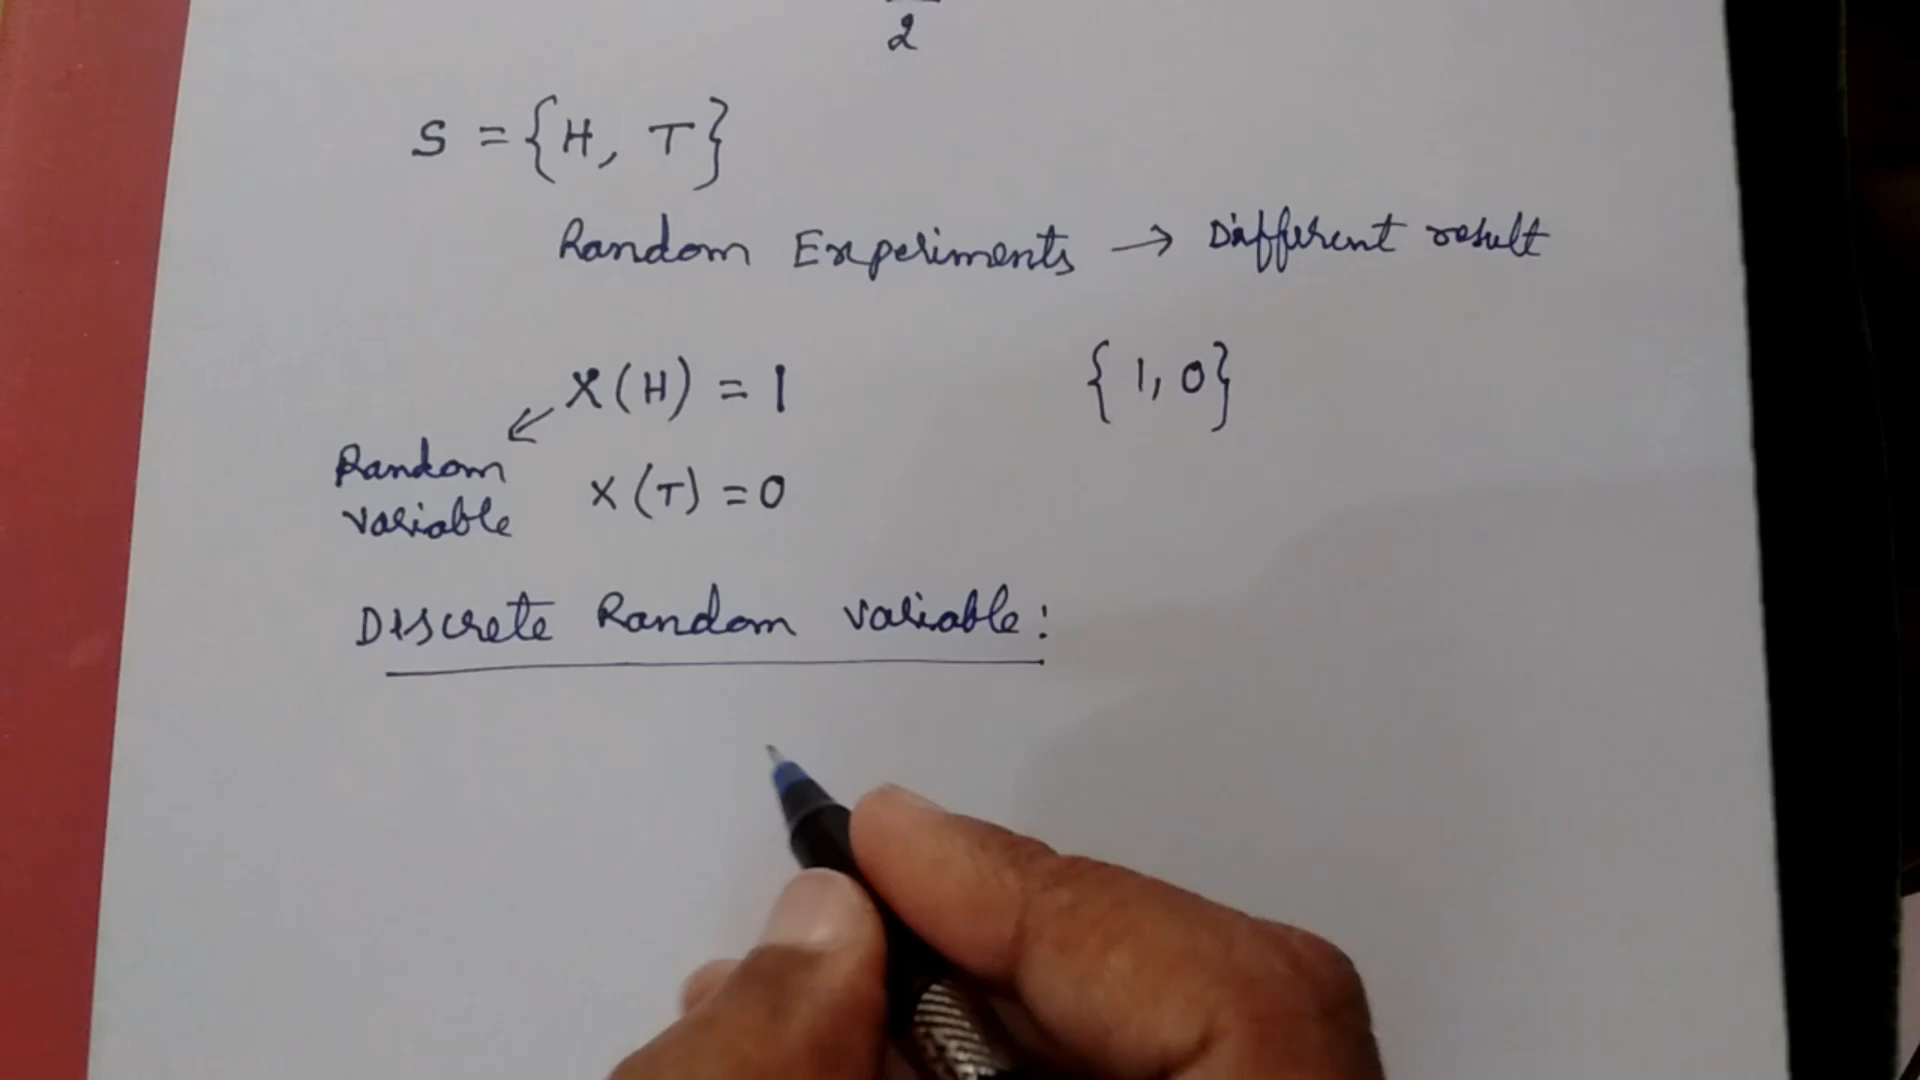 2
S = {H, T}
Random Experiments → Different result
X(H) = 1 {1, 0}
Random
variable X(T) = 0
Discrete Random variable: